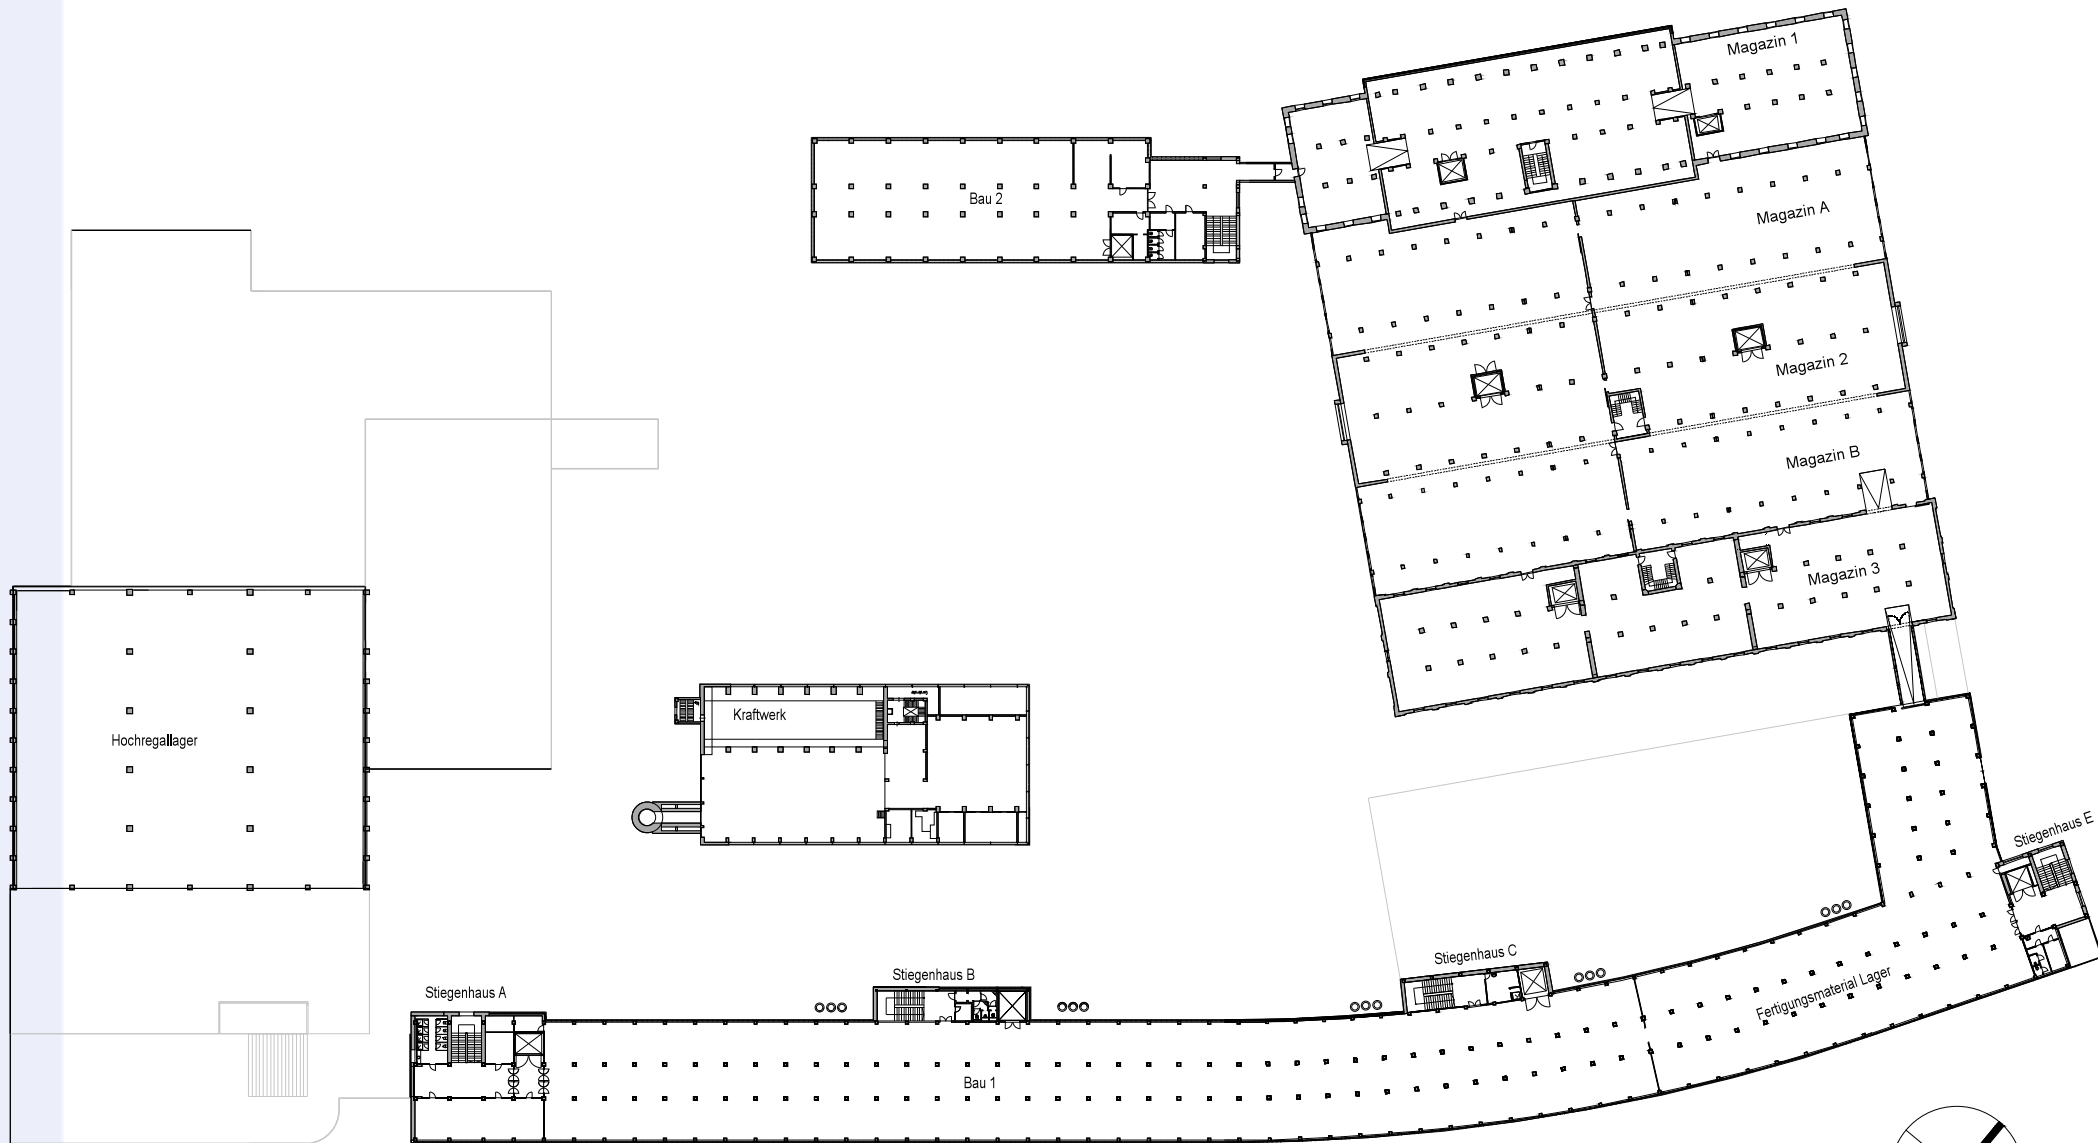 Magazin 1
Bau 2
Magazin A
Magazin 2
Magazin B
Magazin 3
Kraftwerk
Hochregallager
Stiegenhaus E
Stiegenhaus C
Stiegenhaus B
Fertigungsmaterial Lager
Stiegenhaus A
Bau 1